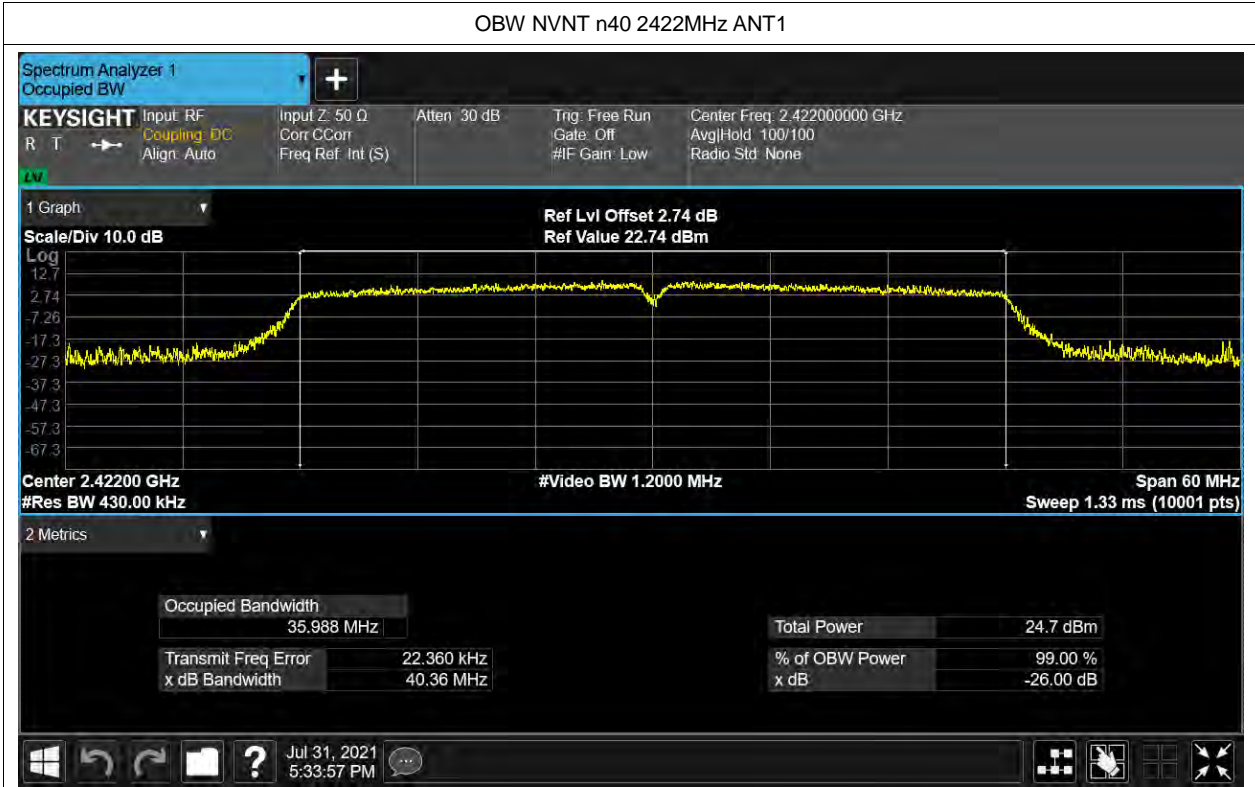 OBW NVNT n40 2422MHz ANT1
Spectrum Analyzer 1
Occupied BW
KEYSIGHT
R T
Input: RF
Coupling: DC
Align: Auto
Input Z: 50 Ω
Corr CCorr
Freq Ref: Int (S)
Atten: 30 dB
Trig: Free Run
Gate: Off
#IF Gain: Low
Center Freq: 2.422000000 GHz
Avg|Hold: 100/100
Radio Std: None
1 Graph
Scale/Div 10.0 dB
Ref Lvl Offset 2.74 dB
Ref Value 22.74 dBm
Log
12.7
2.74
-7.26
-17.3
-27.3
-37.3
-47.3
-57.3
-67.3
Center 2.42200 GHz
#Video BW 1.2000 MHz
Span 60 MHz
#Res BW 430.00 kHz
Sweep 1.33 ms (10001 pts)
2 Metrics
Occupied Bandwidth
35.988 MHz
Total Power 24.7 dBm
Transmit Freq Error 22.360 kHz
% of OBW Power 99.00 %
x dB Bandwidth 40.36 MHz
x dB -26.00 dB
?
Jul 31, 2021
5:33:57 PM